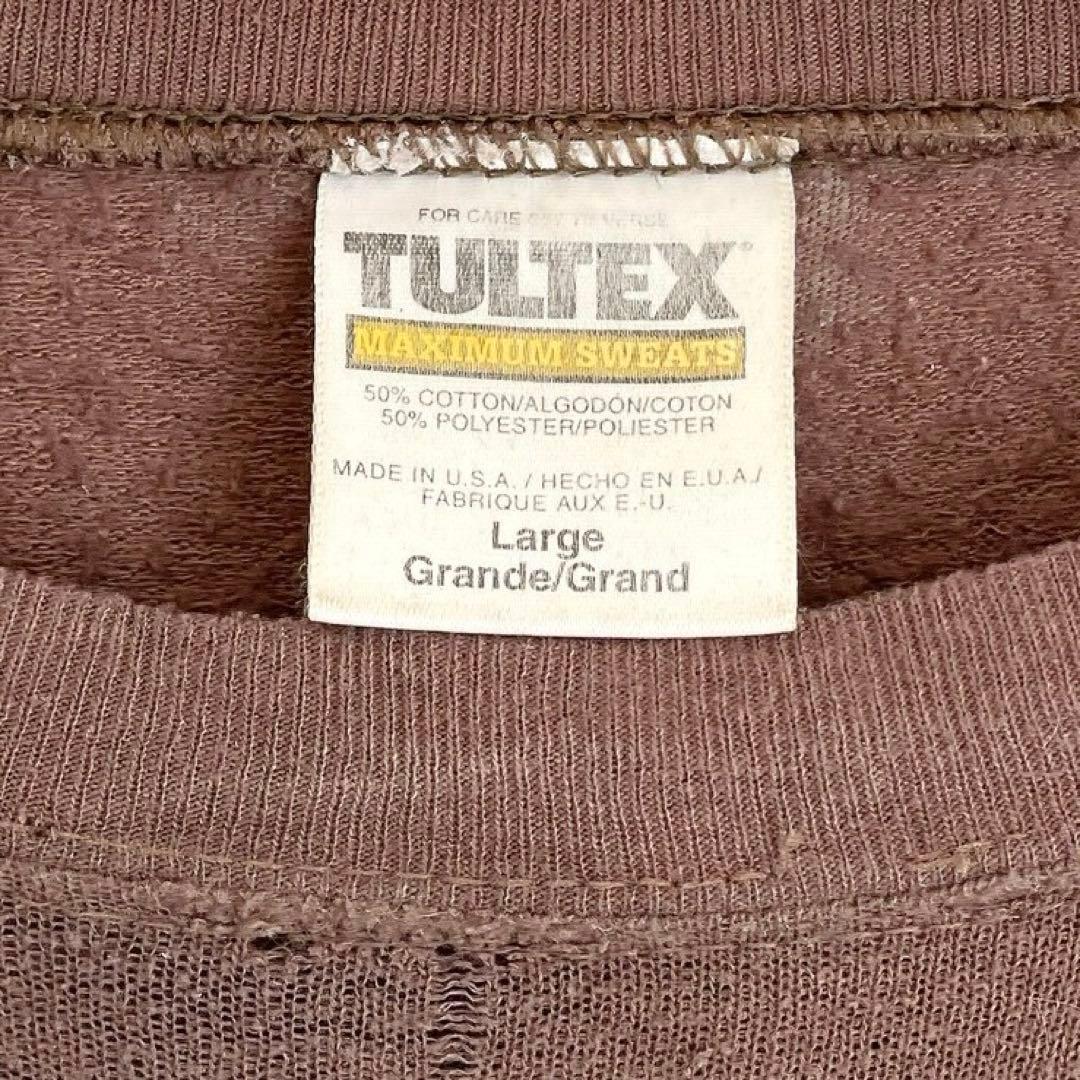 FOR CARE SEE REVERSE
TULTEX®
MAXIMUM SWEATS
50% COTTON/ALGODÓN/COTON
50% POLYESTER/POLIESTER
MADE IN U.S.A. / HECHO EN E.U.A./
FABRIQUE AUX E.-U.
Large
Grande/Grand